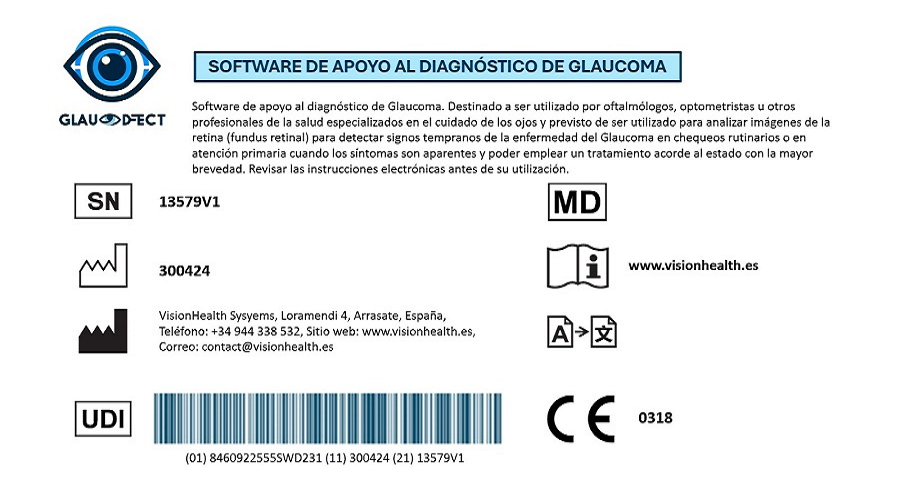 GLAUDFECT
SOFTWARE DE APOYO AL DIAGNÓSTICO DE GLAUCOMA
Software de apoyo al diagnóstico de Glaucoma. Destinado a ser utilizado por oftalmólogos, optometristas u otros
profesionales de la salud especializados en el cuidado de los ojos y previsto de ser utilizado para analizar imágenes de la
retina (fundus retinal) para detectar signos tempranos de la enfermedad del Glaucoma en chequeos rutinarios o en
atención primaria cuando los síntomas son aparentes y poder emplear un tratamiento acorde al estado con la mayor
brevedad. Revisar las instrucciones electrónicas antes de su utilización.
SN 13579V1
MD
300424
i www.visionhealth.es
VisionHealth Sysyems, Loramendi 4, Arrasate, España,
Teléfono: +34 944 338 532, Sitio web: www.visionhealth.es,
Correo: contact@visionhealth.es
A 文
UDI
CE 0318
(01) 8460922555SWD231 (11) 300424 (21) 13579V1